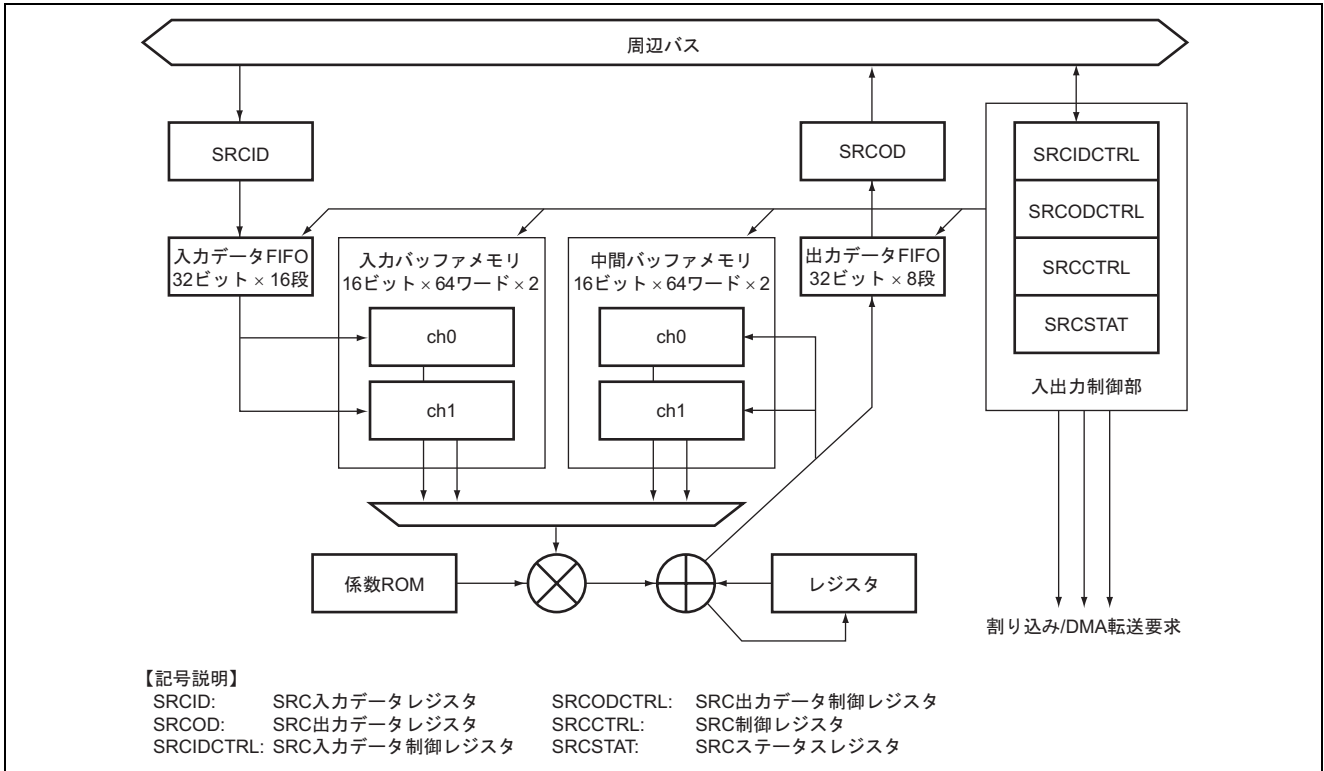 周辺バス
SRCID
SRCOD
SRCIDCTRL
SRCODCTRL
SRCCTRL
SRCSTAT
入出力制御部
入力データFIFO
32ビット × 16段
入力バッファメモリ
16ビット × 64ワード × 2
ch0
ch1
中間バッファメモリ
16ビット × 64ワード × 2
ch0
ch1
出力データFIFO
32ビット × 8段
係数ROM
レジスタ
割り込み/DMA転送要求
【記号説明】
SRCID: SRC入力データレジスタ SRCODCTRL: SRC出力データ制御レジスタ
SRCOD: SRC出力データレジスタ SRCCTRL: SRC制御レジスタ
SRCIDCTRL: SRC入力データ制御レジスタ SRCSTAT: SRCステータスレジスタ